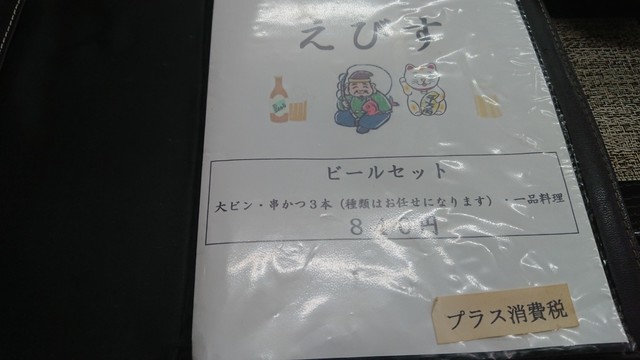 えびす
ビールセット
大ビン・串かつ３本（種類はお任せになります）・一品料理
プラス消費税